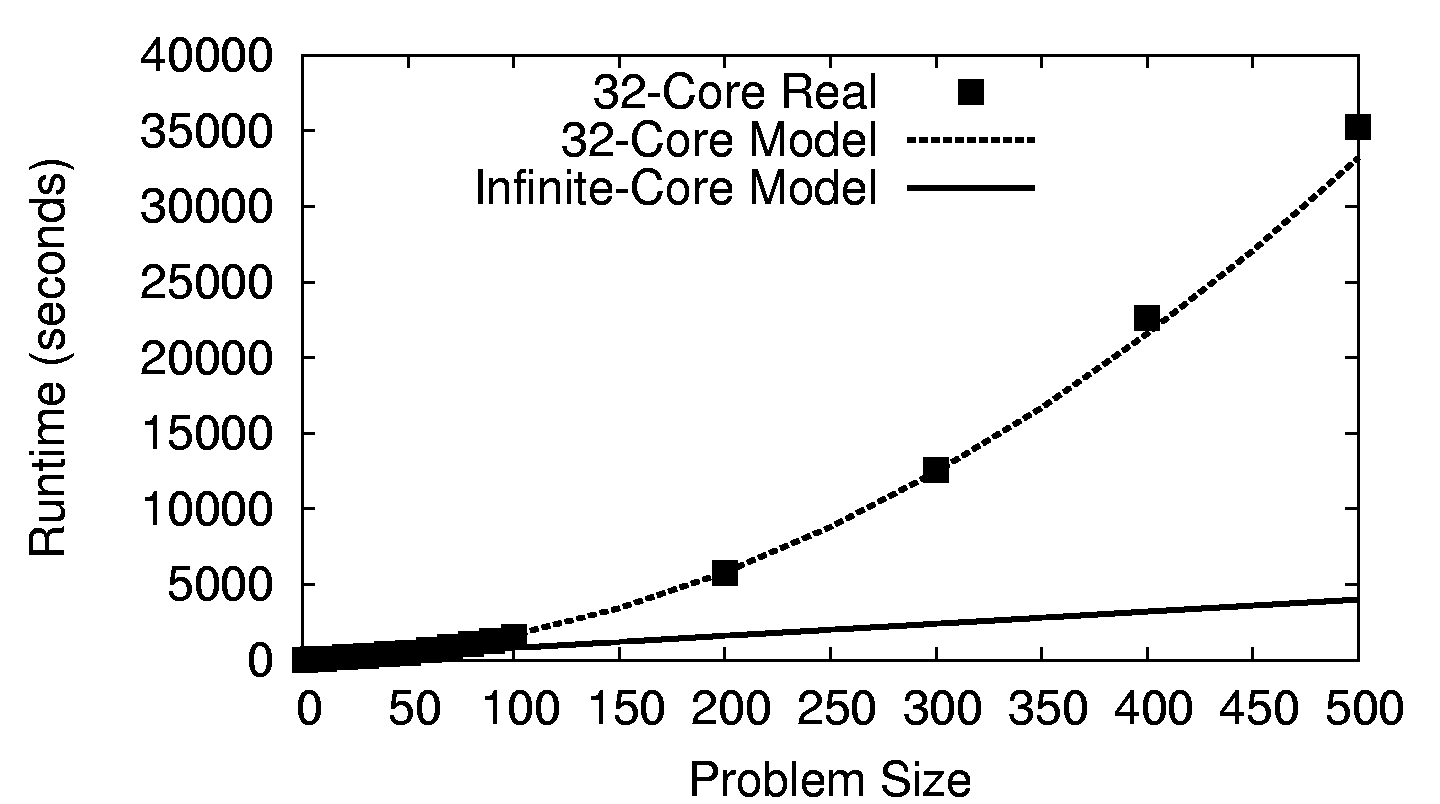 40000
35000
30000
25000
20000
15000
10000
5000
0
Runtime (seconds)
32-Core Real
32-Core Model
Infinite-Core Model
0 50 100 150 200 250 300 350 400 450 500
Problem Size